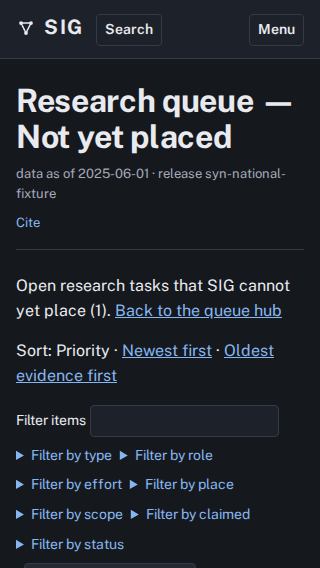 SIG Search Menu
Research queue —
Not yet placed
data as of 2025-06-01 · release syn-national-
fixture
Cite
Open research tasks that SIG cannot
yet place (1). Back to the queue hub
Sort: Priority · Newest first · Oldest
evidence first
Filter items
▶ Filter by type ▶ Filter by role
▶ Filter by effort ▶ Filter by place
▶ Filter by scope ▶ Filter by claimed
▶ Filter by status